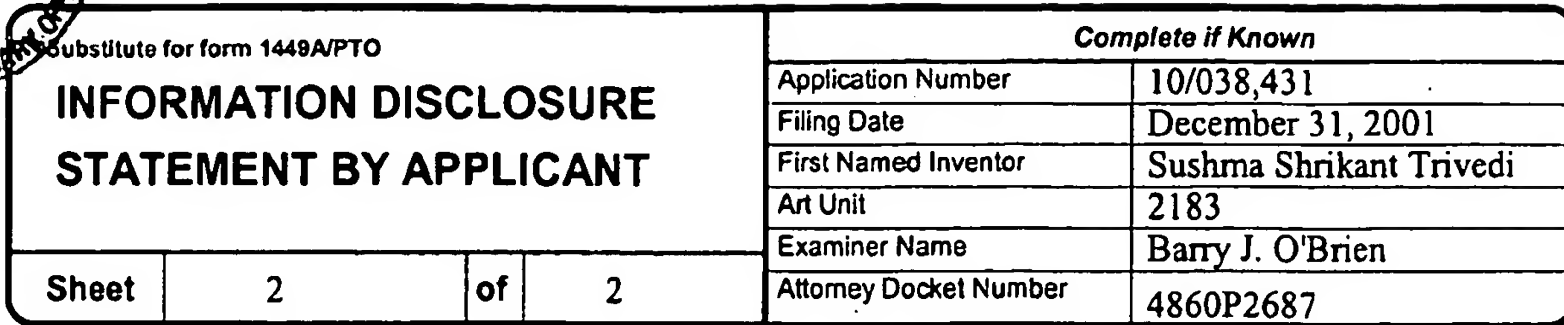 Substitute for form 1449A/PTO
INFORMATION DISCLOSURE
STATEMENT BY APPLICANT
Sheet 2 of 2
Complete if Known
Application Number 10/038,431
Filing Date December 31, 2001
First Named Inventor Sushma Shrikant Trivedi
Art Unit 2183
Examiner Name Barry J. O'Brien
Attorney Docket Number 4860P2687